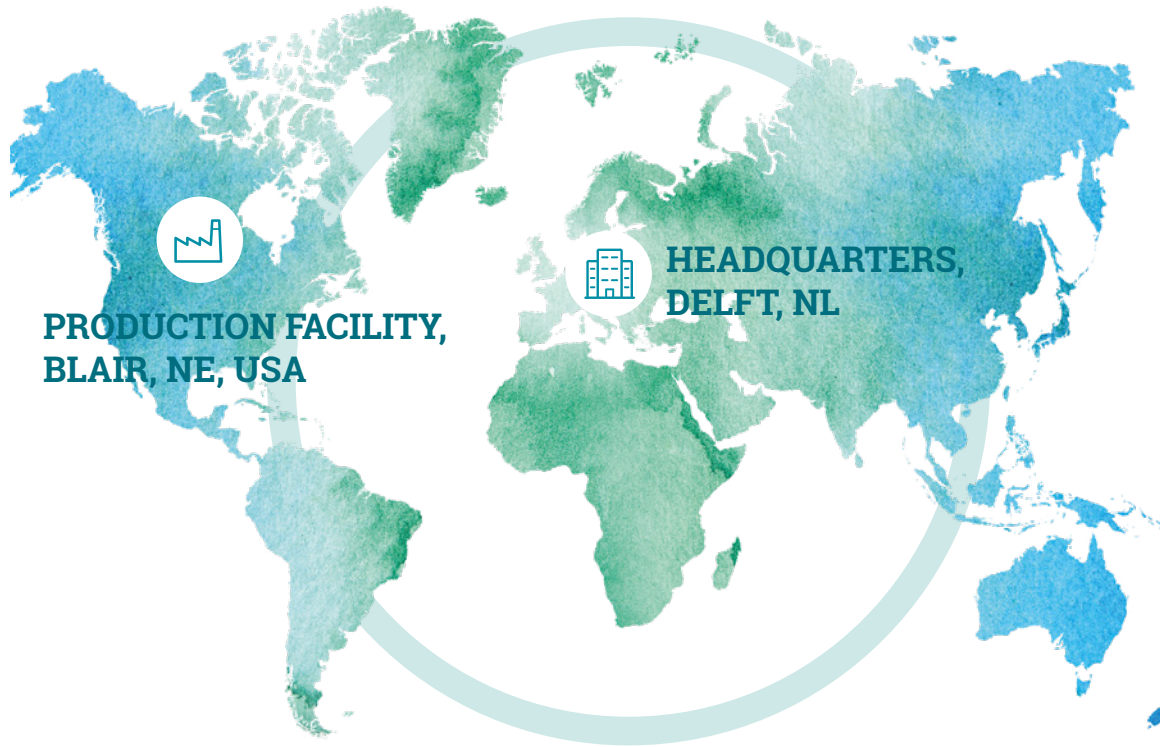 HEADQUARTERS,
DELFT, NL
PRODUCTION FACILITY,
BLAIR, NE, USA